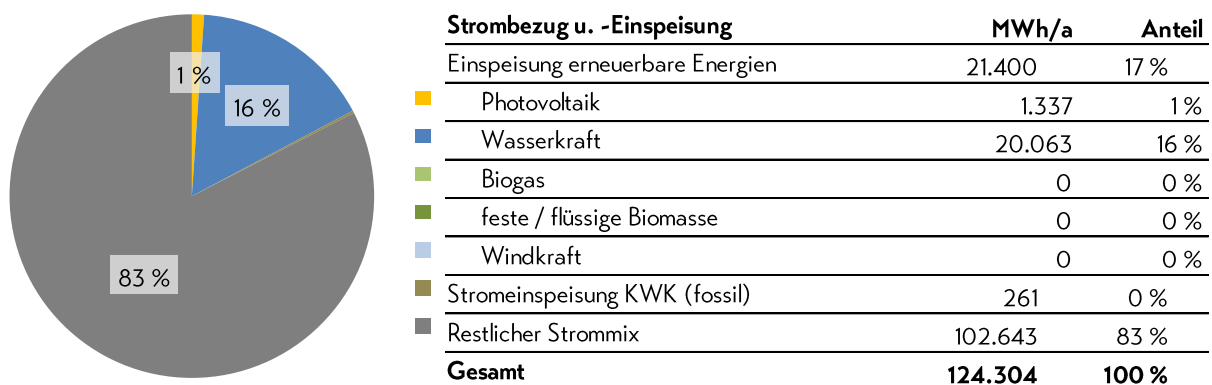 1 %
16 %
83 %
Strombezug u. -Einspeisung MWh/a Anteil
Einspeisung erneuerbare Energien 21.400 17 %
Photovoltaik 1.337 1 %
Wasserkraft 20.063 16 %
Biogas 0 0 %
feste / flüssige Biomasse 0 0 %
Windkraft 0 0 %
Stromeinspeisung KWK (fossil) 261 0 %
Restlicher Strommix 102.643 83 %
Gesamt 124.304 100 %